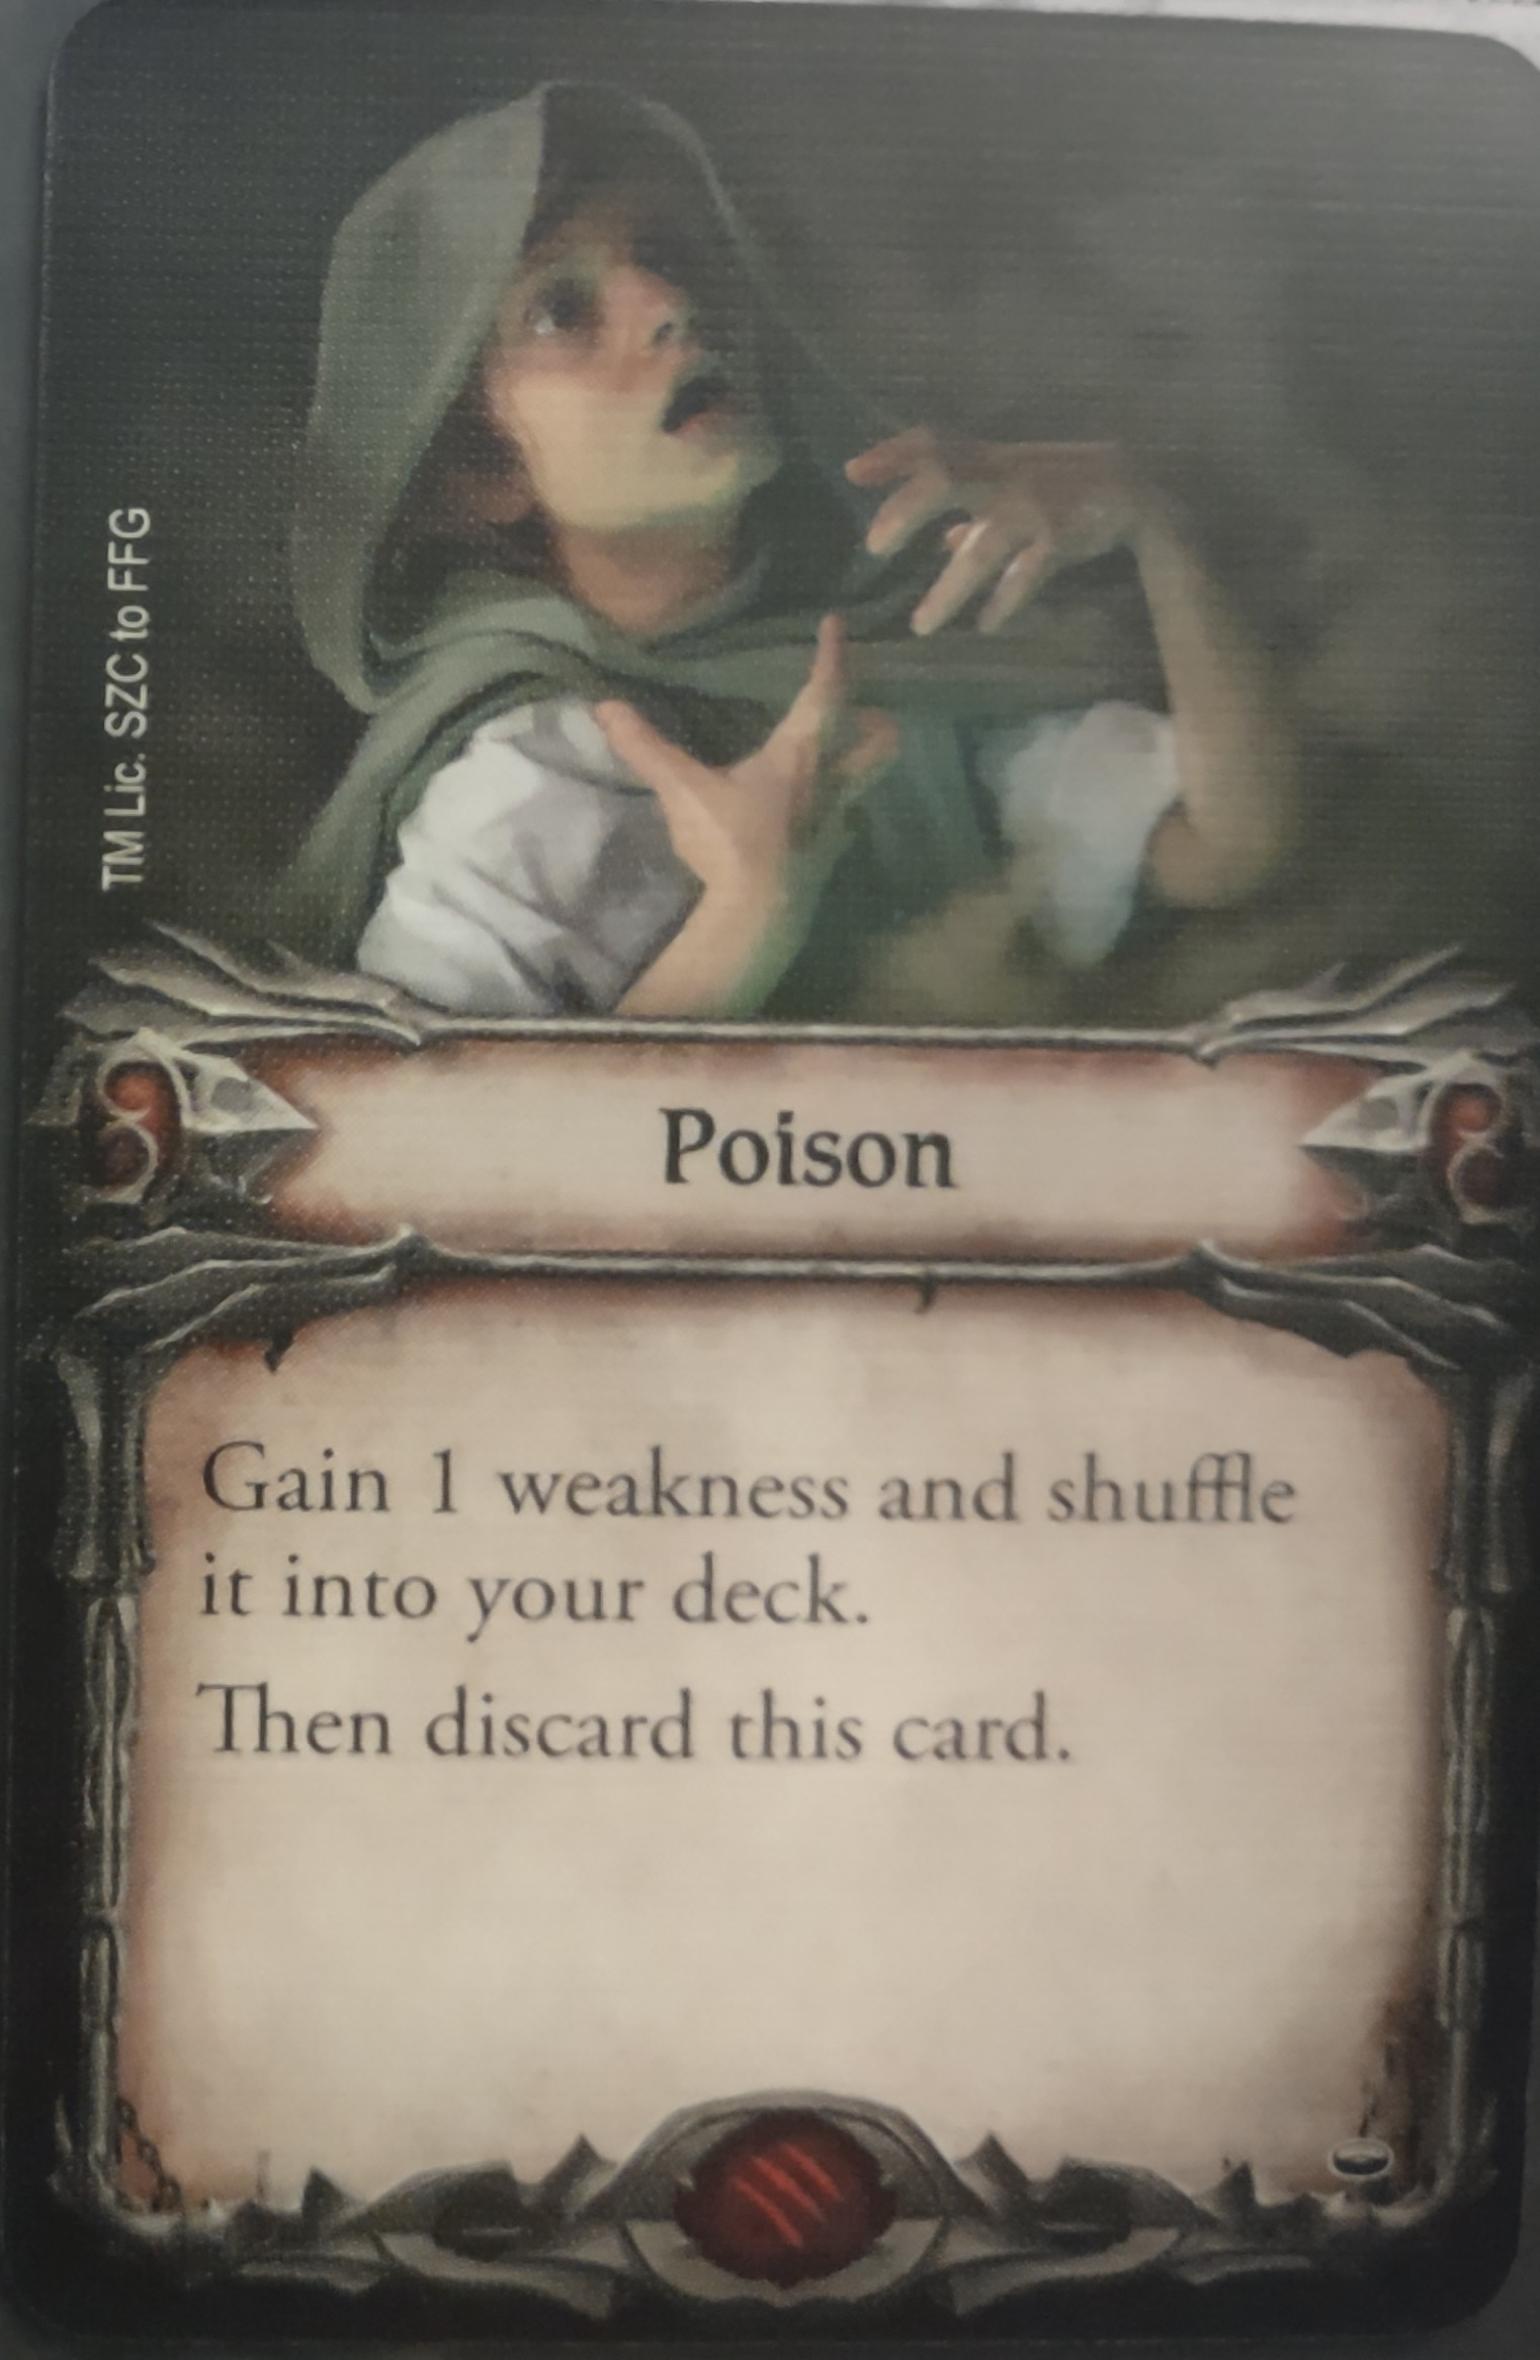 TM Lic. SZC to FFG
Poison
Gain 1 weakness and shuffle
it into your deck.
Then discard this card.